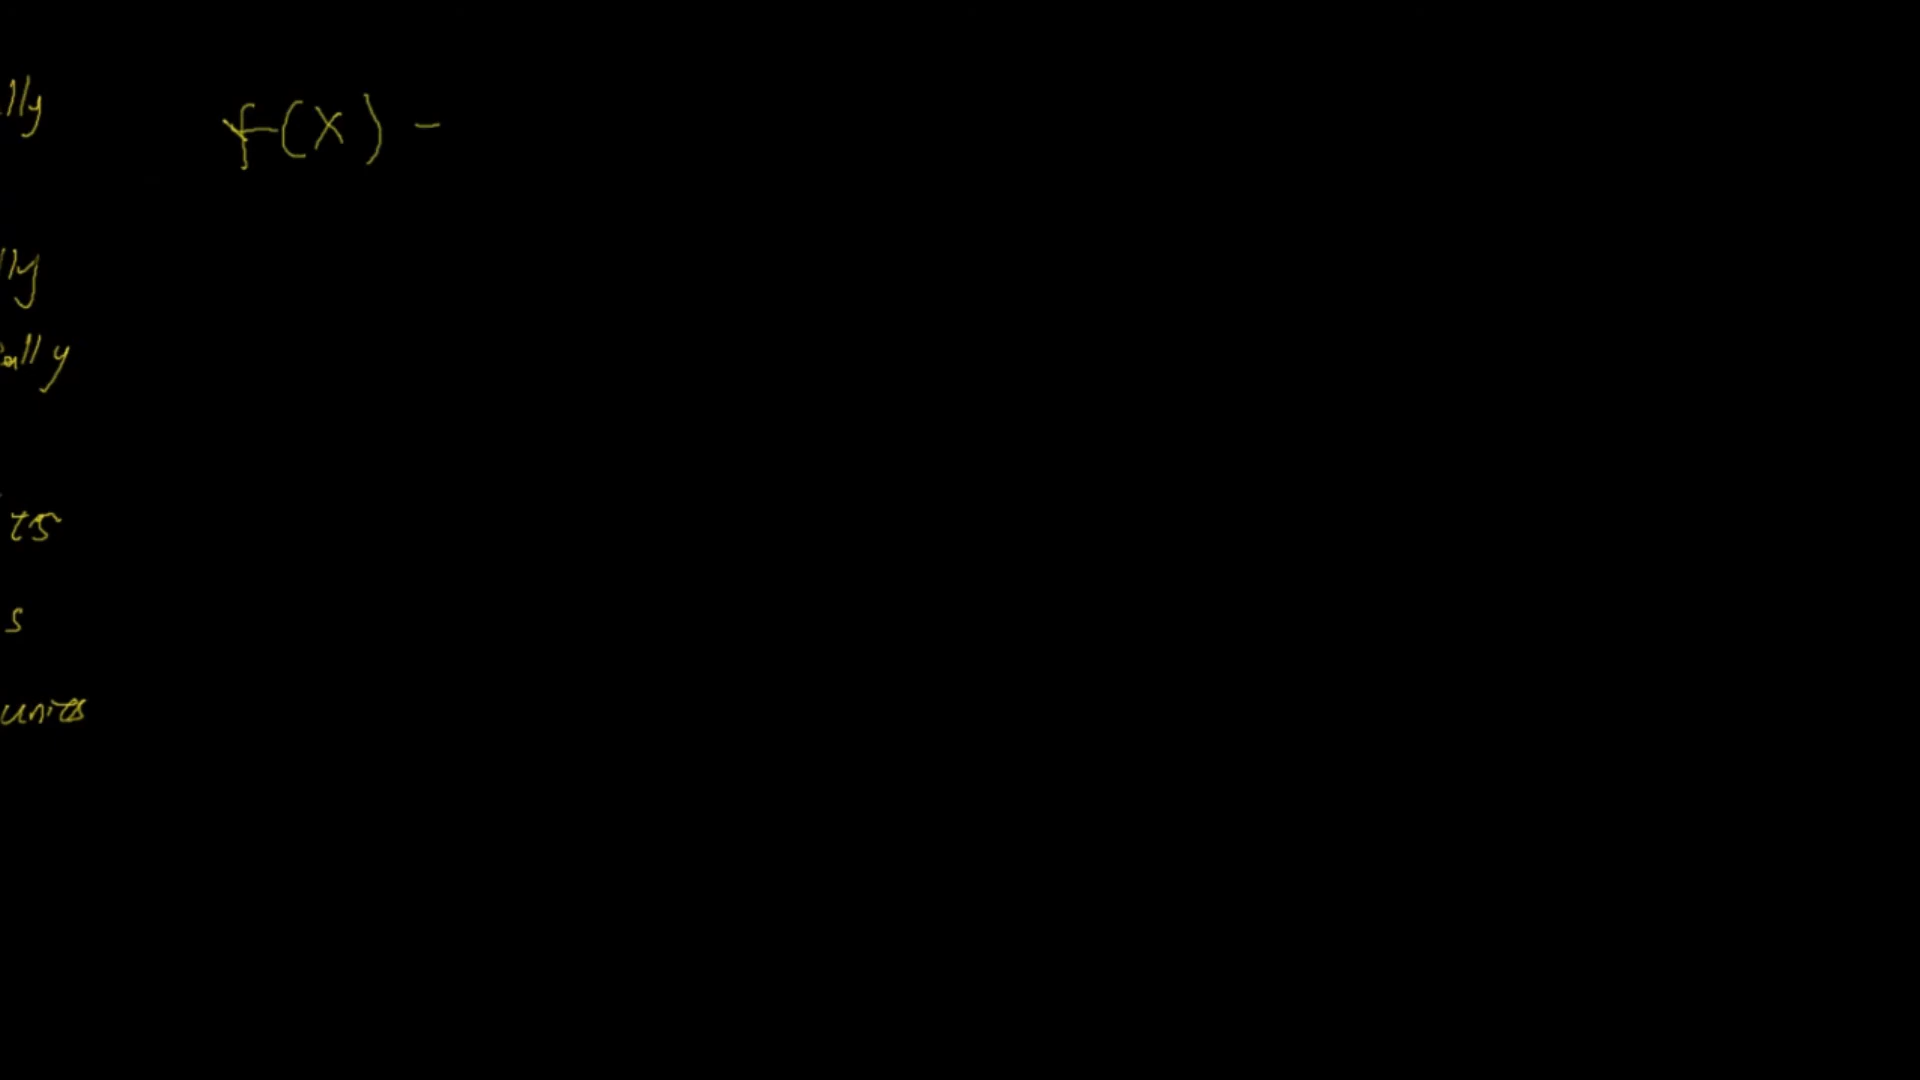 lly
f(x) -
lly
ally
ts
s
units